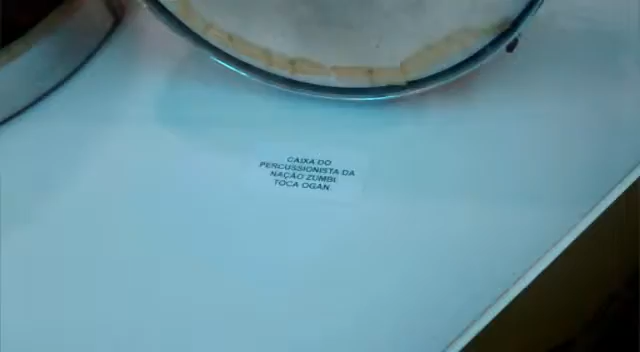 CAIXA DO
PERCUSSIONISTA DA
NAÇÃO ZUMBI,
TOCA OGAN.